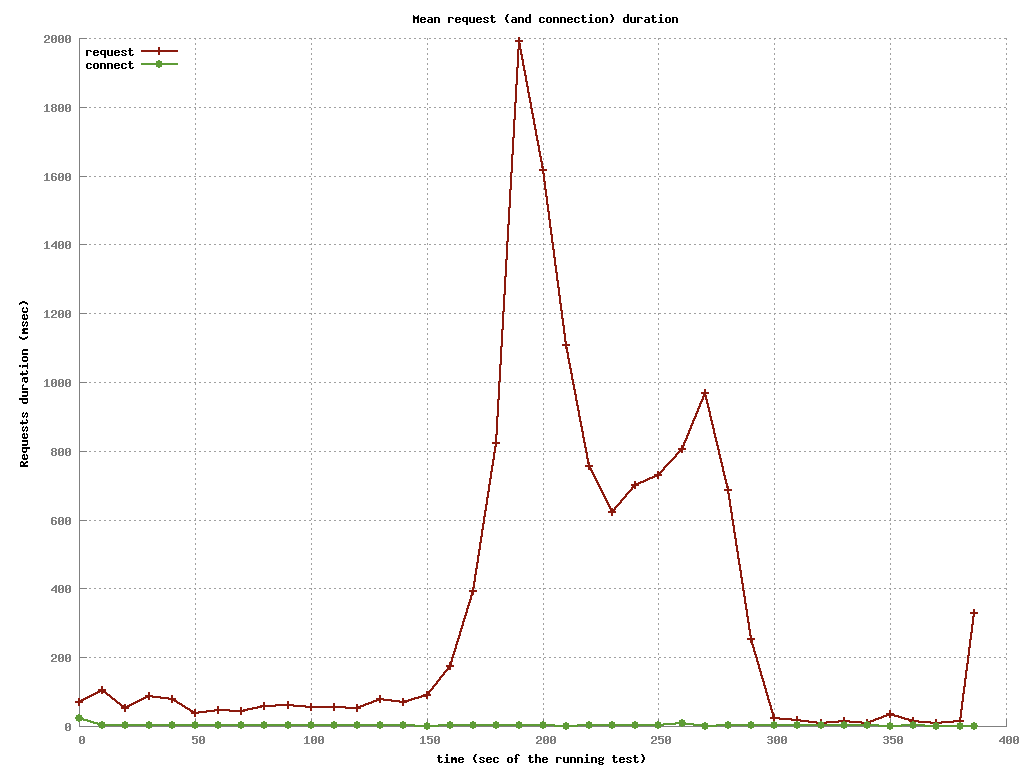 Mean request (and connection) duration
2000
1800
1600
1400
1200
1000
800
600
400
200
0
request
connect
Requests duration (msec)
0 50 100 150 200 250 300 350 400
time (sec of the running test)